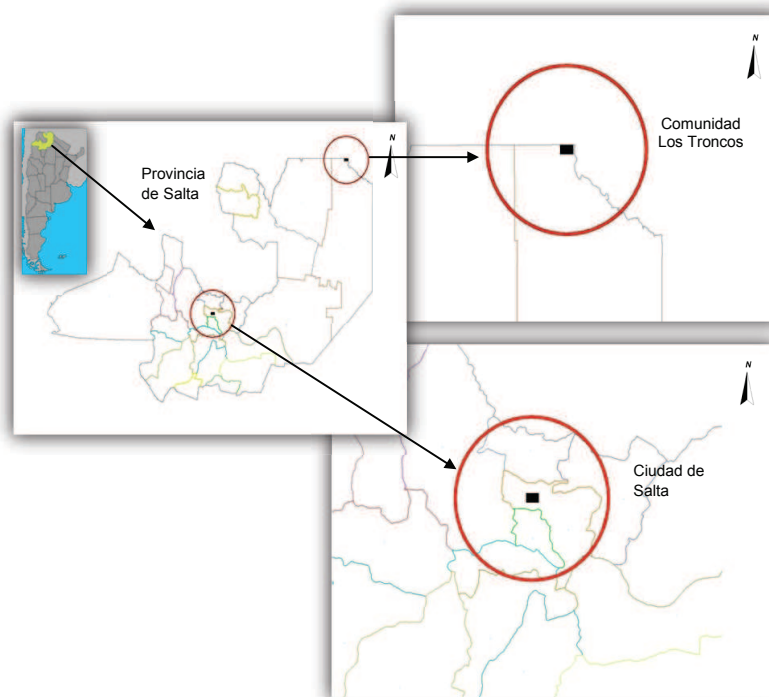 N
Comunidad
Los Troncos
N
Provincia
de Salta
N
Ciudad de
Salta